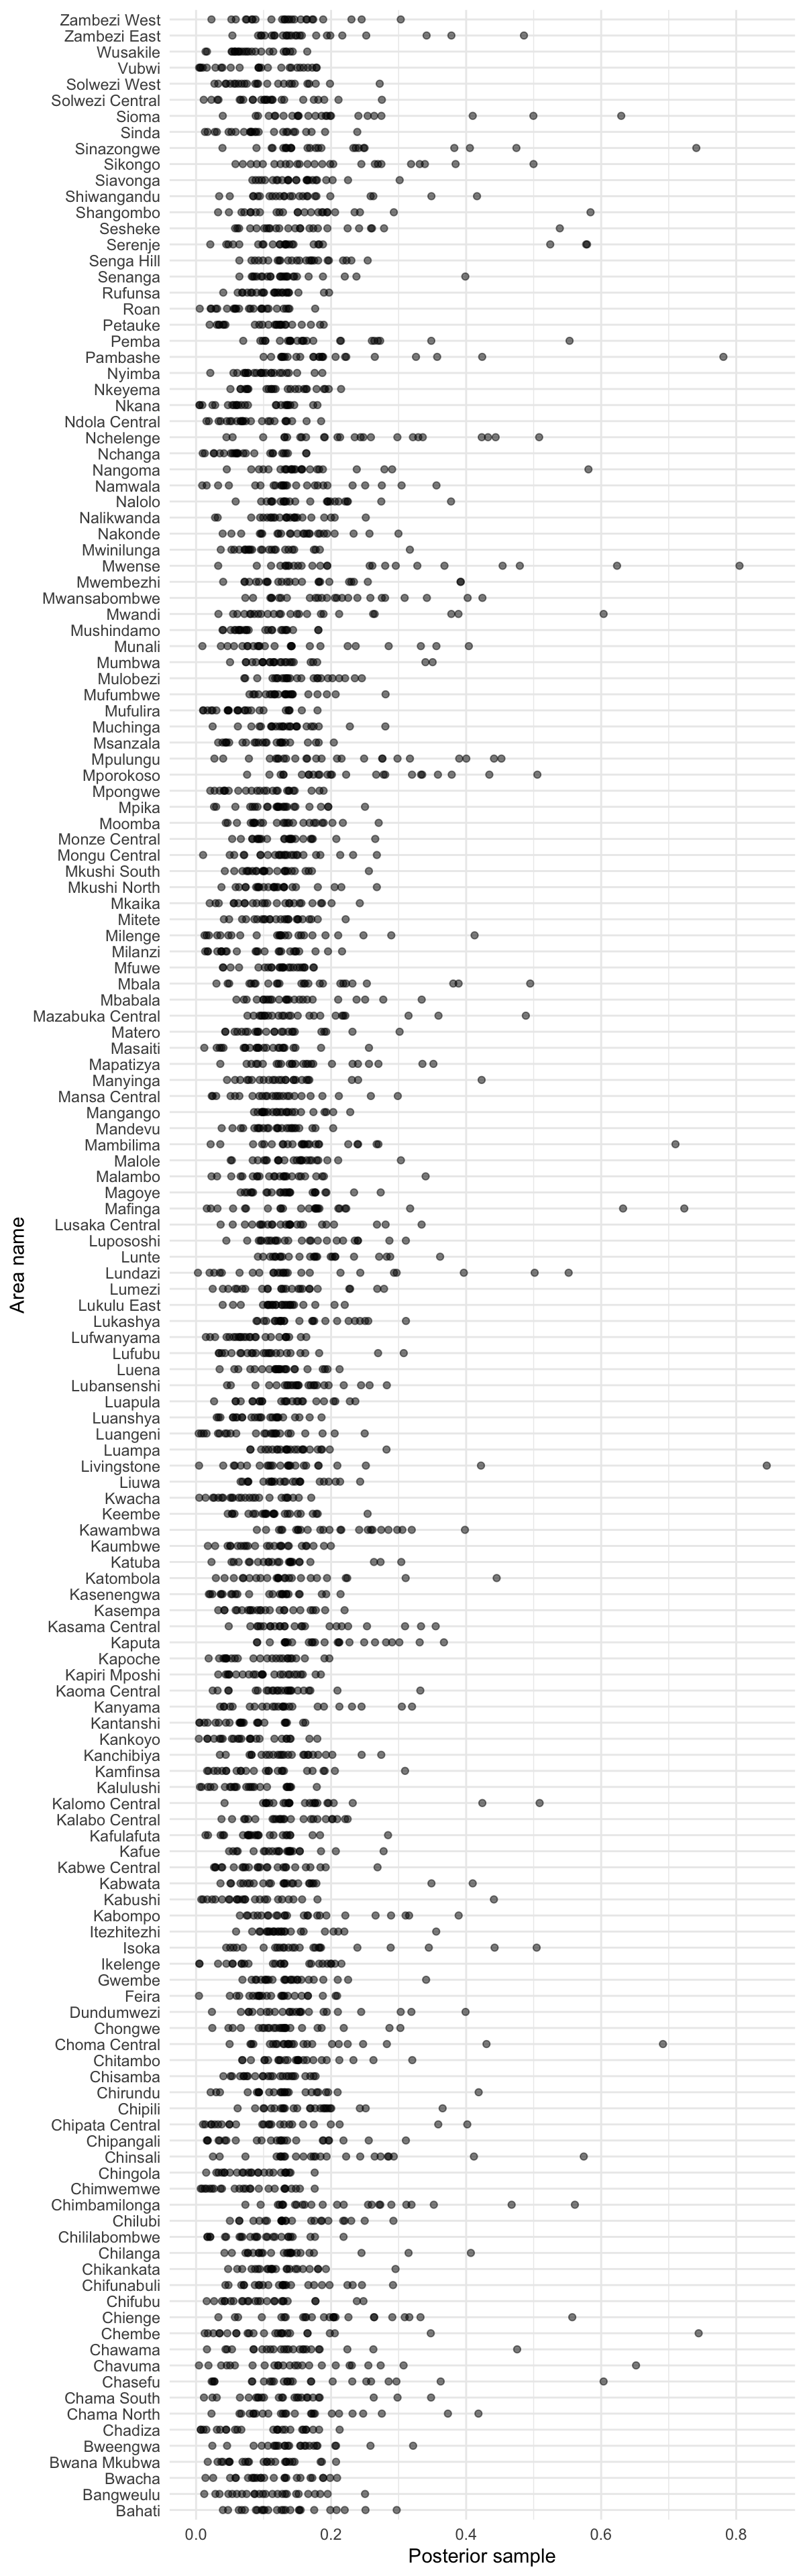 Zambezi West
Zambezi East
Wusakile
Vubwi
Solwezi West
Solwezi Central
Sioma
Sinda
Sinazongwe
Sikongo
Siavonga
Shiwangandu
Shangombo
Sesheke
Serenje
Senga Hill
Senanga
Rufunsa
Roan
Petauke
Pemba
Pambashe
Nyimba
Nkeyema
Nkana
Ndola Central
Nchelenge
Nchanga
Nangoma
Namwala
Nalolo
Nalikwanda
Nakonde
Mwinilunga
Mwense
Mwembezhi
Mwansabombwe
Mwandi
Mushindamo
Munali
Mumbwa
Mulobezi
Mufumbwe
Mufulira
Muchinga
Msanzala
Mpulungu
Mporokoso
Mpongwe
Mpika
Moomba
Monze Central
Mongu Central
Mkushi South
Mkushi North
Mkaika
Mitete
Milenge
Milanzi
Mfuwe
Mbala
Mbabala
Mazabuka Central
Matero
Masaiti
Mapatizya
Manyinga
Mansa Central
Mangango
Mandevu
Mambilima
Malole
Malambo
Magoye
Mafinga
Lusaka Central
Lupososhi
Lunte
Lundazi
Lumezi
Lukulu East
Lukashya
Lufwanyama
Lufubu
Luena
Lubansenshi
Luapula
Luanshya
Luangeni
Luampa
Livingstone
Liuwa
Kwacha
Keembe
Kawambwa
Kaumbwe
Katuba
Katombola
Kasenengwa
Kasempa
Kasama Central
Kaputa
Kapoche
Kapiri Mposhi
Kaoma Central
Kanyama
Kantanshi
Kankoyo
Kanchibiya
Kamfinsa
Kalulushi
Kalomo Central
Kalabo Central
Kafulafuta
Kafue
Kabwe Central
Kabwata
Kabushi
Kabompo
Itezhitezhi
Isoka
Ikelenge
Gwembe
Feira
Dundumwezi
Chongwe
Choma Central
Chitambo
Chisamba
Chirundu
Chipili
Chipata Central
Chipangali
Chinsali
Chingola
Chimwemwe
Chimbamilonga
Chilubi
Chililabombwe
Chilanga
Chikankata
Chifunabuli
Chifubu
Chienge
Chembe
Chawama
Chavuma
Chasefu
Chama South
Chama North
Chadiza
Bweengwa
Bwana Mkubwa
Bwacha
Bangweulu
Bahati
Area name
0.0 0.2 0.4 0.6 0.8
Posterior sample